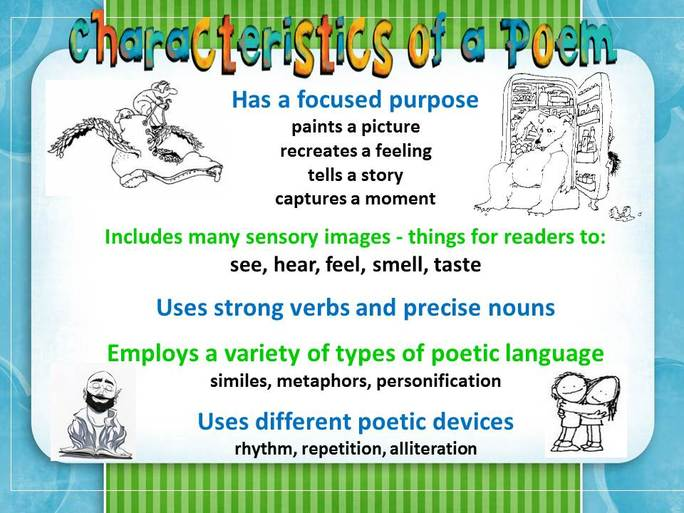 Characteristics of a Poem
Has a focused purpose
paints a picture
recreates a feeling
tells a story
captures a moment
Includes many sensory images - things for readers to:
see, hear, feel, smell, taste
Uses strong verbs and precise nouns
Employs a variety of types of poetic language
similes, metaphors, personification
Uses different poetic devices
rhythm, repetition, alliteration